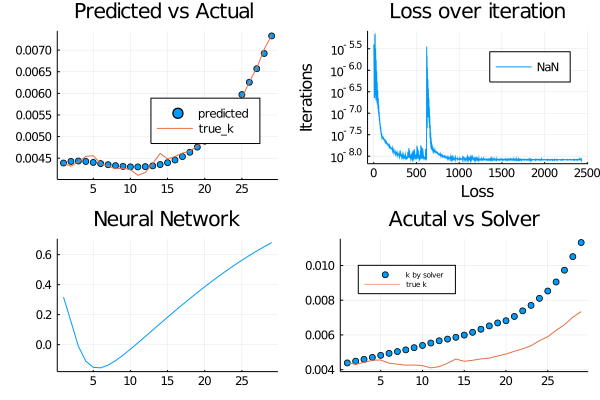 Predicted vs Actual
0.0070
0.0065
0.0060
0.0055
0.0050
0.0045
predicted
true_k
5 10 15 20 25
Loss over iteration
Iterations
10^-5.5
10^-6.0
10^-6.5
10^-7.0
10^-7.5
10^-8.0
NaN
0 500 1000 1500 2000 2500
Loss
Neural Network
0.6
0.4
0.2
0.0
5 10 15 20 25
Acutal vs Solver
0.010
0.008
0.006
0.004
k by solver
true k
5 10 15 20 25